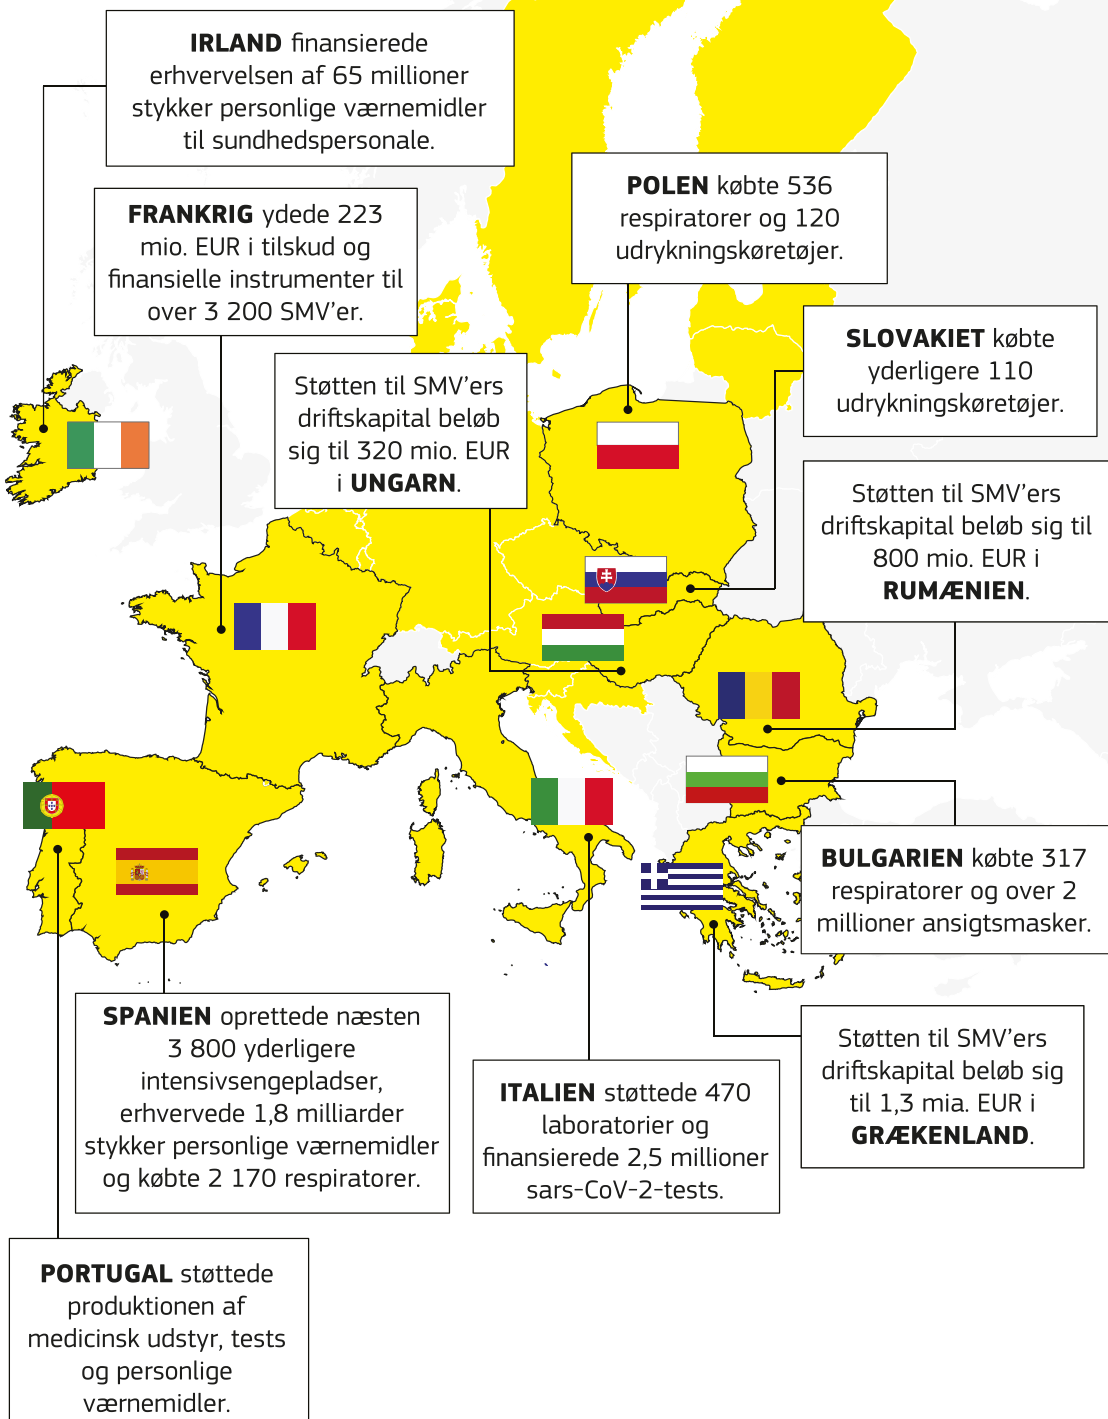 IRLAND finansierede
erhvervelsen af 65 millioner
stykker personlige værnemidler
til sundhedspersonale.
POLEN købte 536
respiratorer og 120
udrykningskøretøjer.
FRANKRIG ydede 223
mio. EUR i tilskud og
finansielle instrumenter til
over 3 200 SMV’er.
SLOVAKIET købte
yderligere 110
udrykningskøretøjer.
Støtten til SMV’ers
driftskapital beløb
sig til 320 mio. EUR
i UNGARN.
Støtten til SMV’ers
driftskapital beløb sig til
800 mio. EUR i
RUMÆNIEN.
BULGARIEN købte 317
respiratorer og over 2
millioner ansigtsmasker.
SPANIEN oprettede næsten
3 800 yderligere
intensivsengepladser,
erhvervede 1,8 milliarder
stykker personlige værnemidler
og købte 2 170 respiratorer.
ITALIEN støttede 470
laboratorier og
finansierede 2,5 millioner
sars-CoV-2-tests.
Støtten til SMV’ers
driftskapital beløb sig
til 1,3 mia. EUR i
GRÆKENLAND.
PORTUGAL støttede
produktionen af
medicinsk udstyr, tests
og personlige
værnemidler.